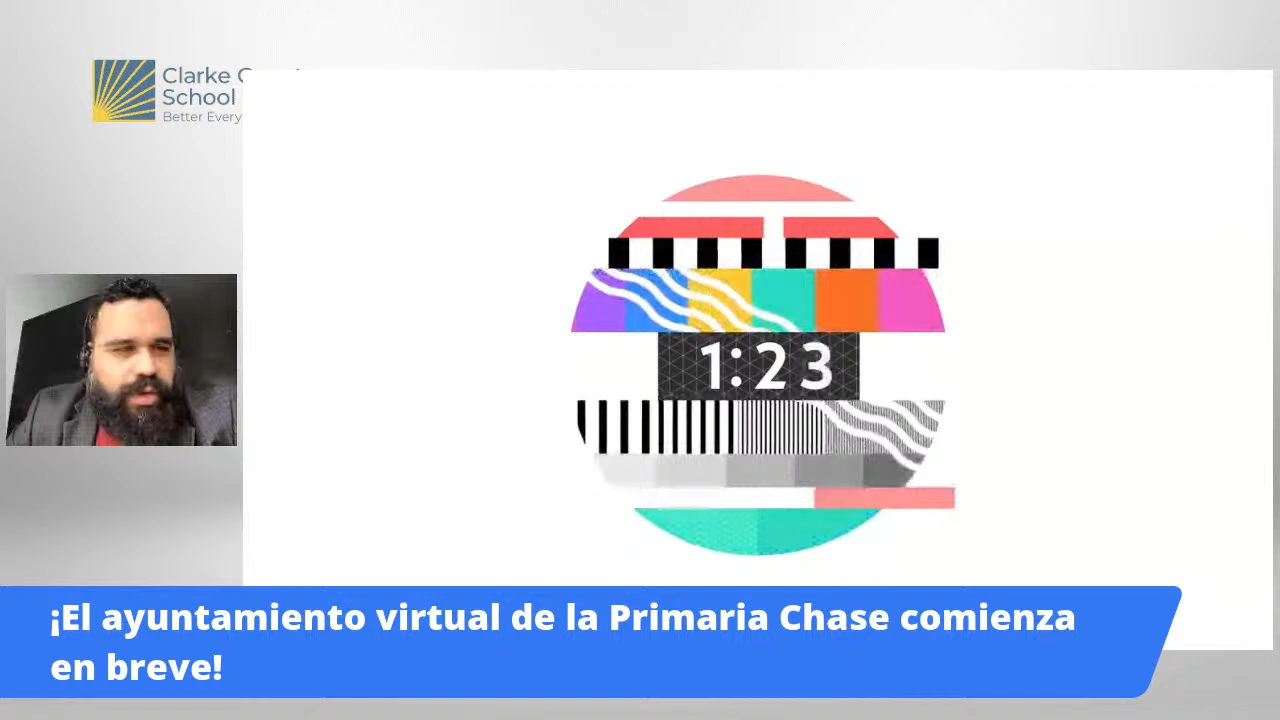 Clarke
School
Better Every
1:23
¡El ayuntamiento virtual de la Primaria Chase comienza
en breve!